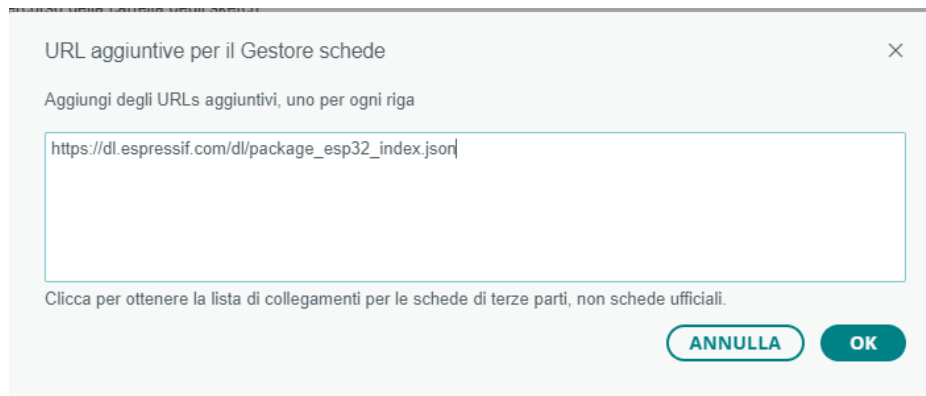 URL aggiuntive per il Gestore schede
Aggiungi degli URLs aggiuntivi, uno per ogni riga
https://dl.espressif.com/dl/package_esp32_index.json
Clicca per ottenere la lista di collegamenti per le schede di terze parti, non schede ufficiali.
ANNULLA
OK